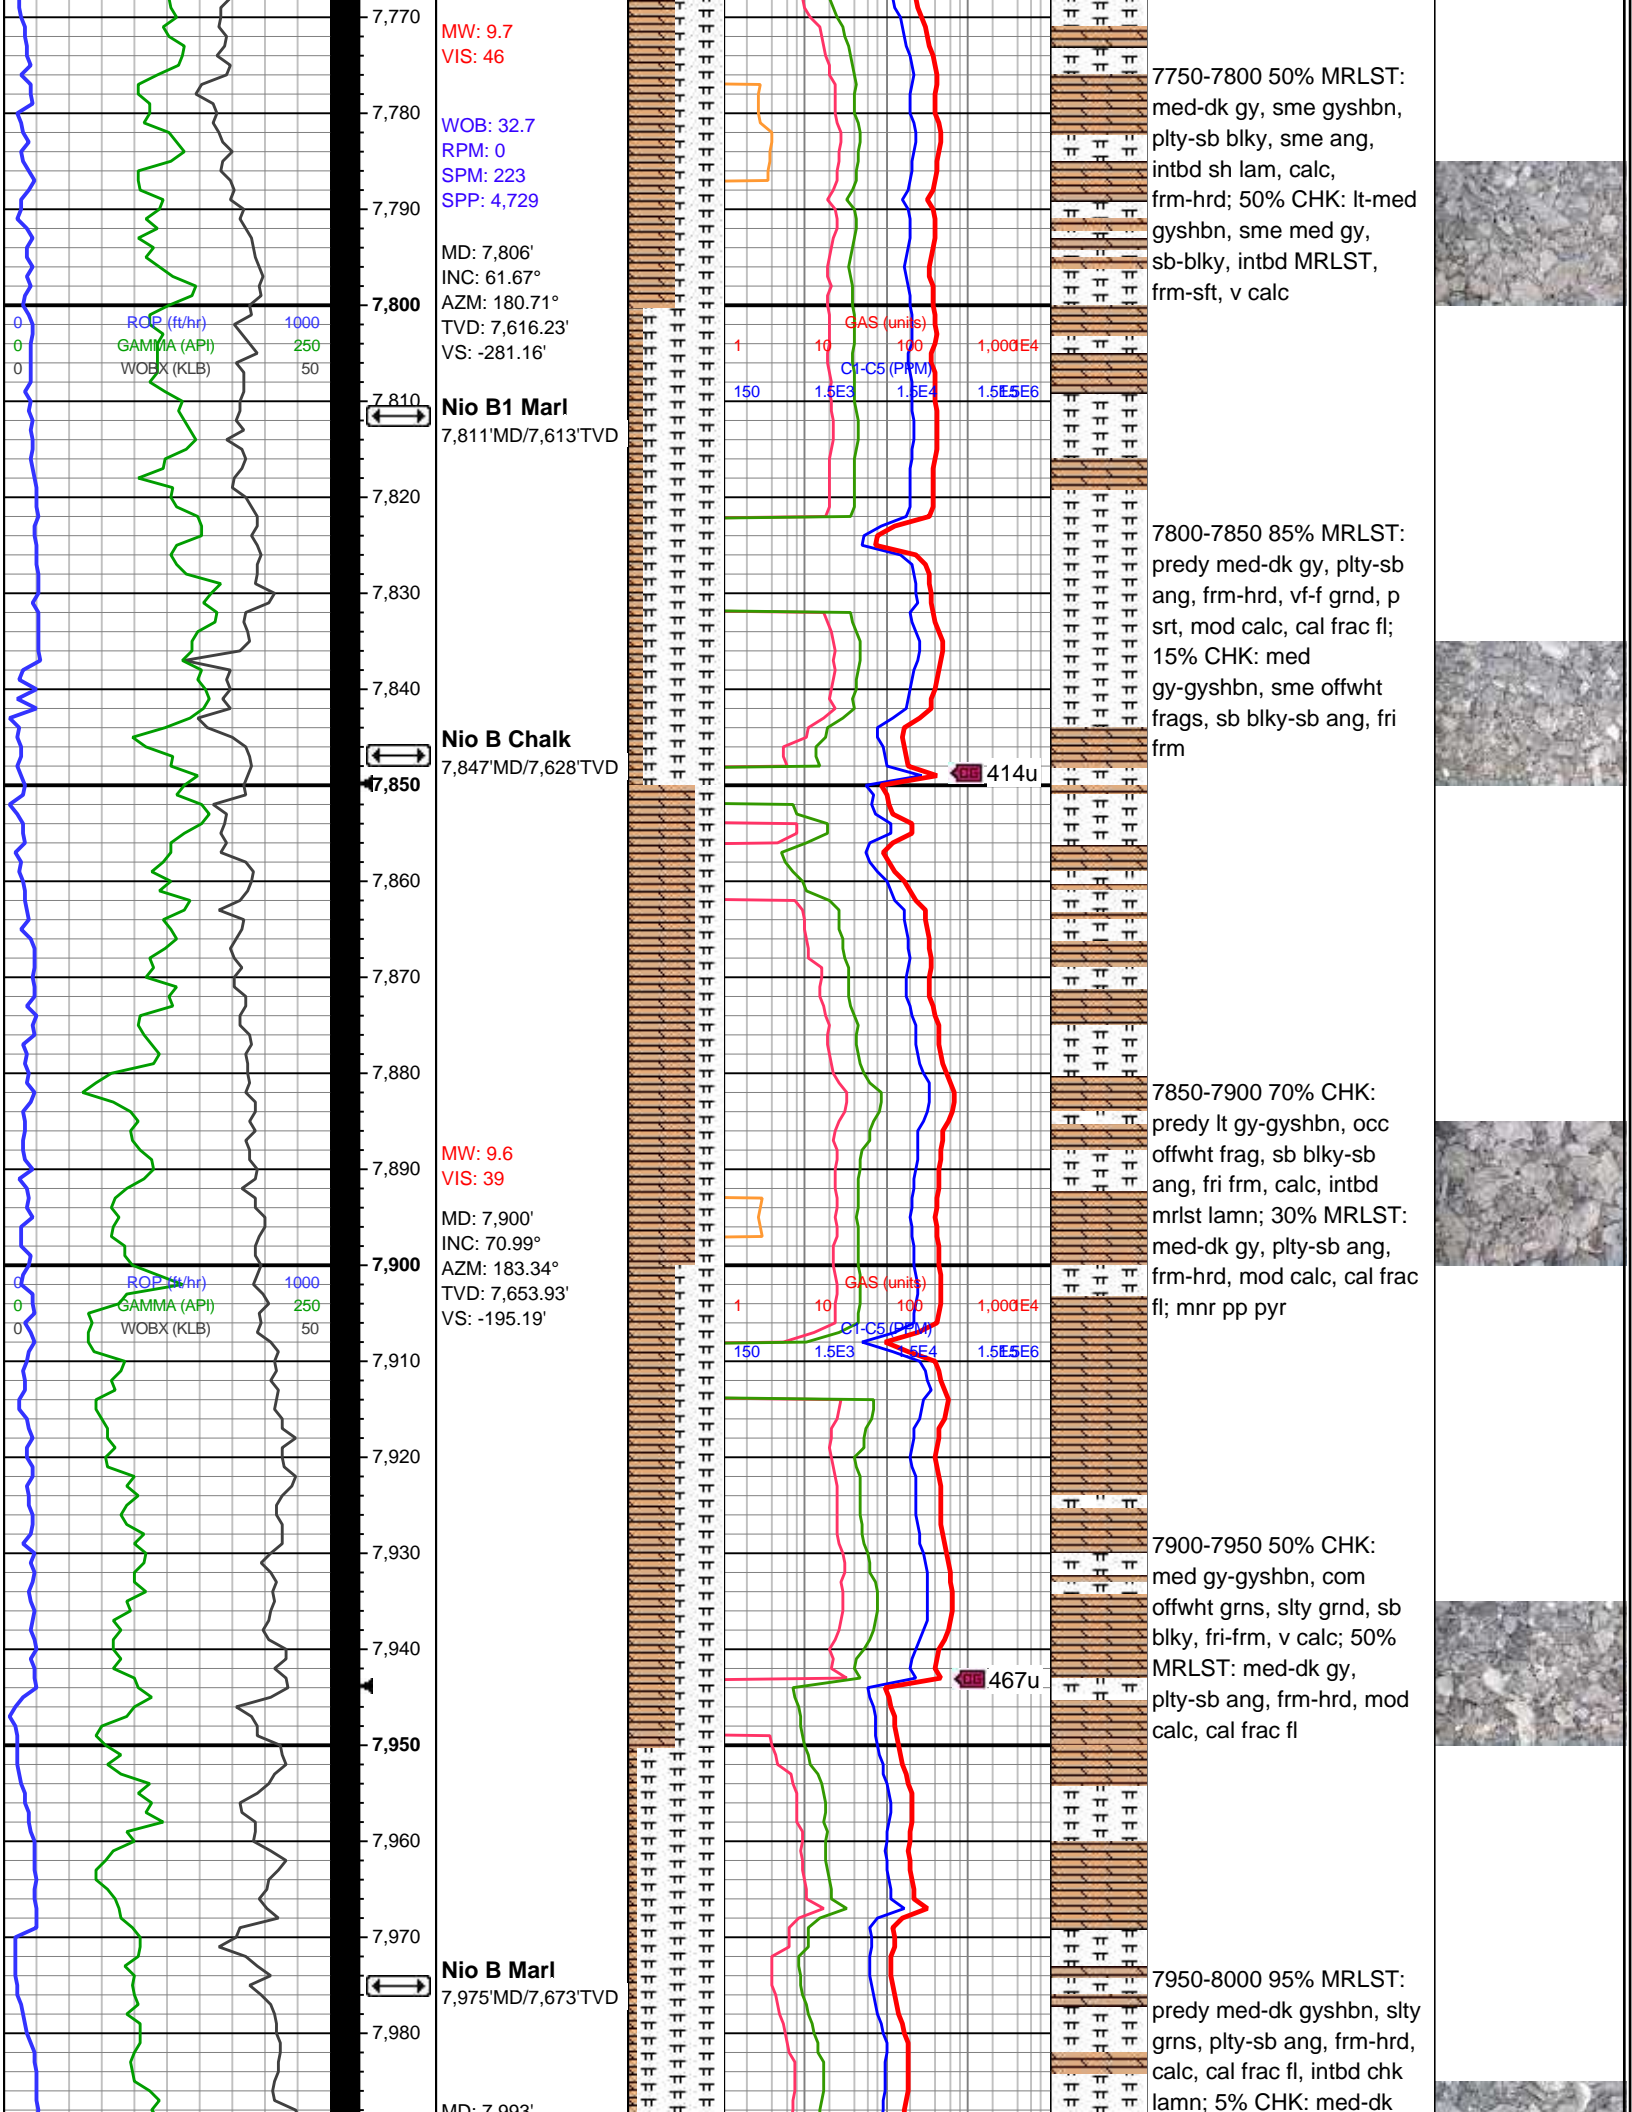 7,770
7,780
7,790
7,800
7,810
7,820
7,830
7,840
7,850
7,860
7,870
7,880
7,890
7,900
7,910
7,920
7,930
7,940
7,950
7,960
7,970
7,980
0 ROP (ft/hr) 1000
0 GAMMA (API) 250
0 WOBX (KLB) 50
0 ROP (ft/hr) 1000
0 GAMMA (API) 250
0 WOBX (KLB) 50
MW: 9.7
VIS: 46
WOB: 32.7
RPM: 0
SPM: 223
SPP: 4,729
MD: 7,806'
INC: 61.67°
AZM: 180.71°
TVD: 7,616.23'
VS: -281.16'
Nio B1 Marl
7,811'MD/7,613'TVD
Nio B Chalk
7,847'MD/7,628'TVD
MW: 9.6
VIS: 39
MD: 7,900'
INC: 70.99°
AZM: 183.34°
TVD: 7,653.93'
VS: -195.19'
Nio B Marl
7,975'MD/7,673'TVD
MD: 7,993'
GAS (units)
1 10 100 1,000 1E4
C1-C5 (PPM)
150 1.5E3 1.5E4 1.5E5 1.5E6
CG 414u
GAS (units)
1 10 100 1,000 1E4
C1-C5 (PPM)
150 1.5E3 1.5E4 1.5E5 1.5E6
CG 467u
7750-7800 50% MRLST:
med-dk gy, sme gyshbn,
plty-sb blky, sme ang,
intbd sh lam, calc,
frm-hrd; 50% CHK: lt-med
gyshbn, sme med gy,
sb-blky, intbd MRLST,
frm-sft, v calc
7800-7850 85% MRLST:
predy med-dk gy, plty-sb
ang, frm-hrd, vf-f grnd, p
srt, mod calc, cal frac fl;
15% CHK: med
gy-gyshbn, sme offwht
frags, sb blky-sb ang, fri
frm
7850-7900 70% CHK:
predy lt gy-gyshbn, occ
offwht frag, sb blky-sb
ang, fri frm, calc, intbd
mrlst lamn; 30% MRLST:
med-dk gy, plty-sb ang,
frm-hrd, mod calc, cal frac
fl; mnr pp pyr
7900-7950 50% CHK:
med gy-gyshbn, com
offwht grns, slty grnd, sb
blky, fri-frm, v calc; 50%
MRLST: med-dk gy,
plty-sb ang, frm-hrd, mod
calc, cal frac fl
7950-8000 95% MRLST:
predy med-dk gyshbn, slty
grns, plty-sb ang, frm-hrd,
calc, cal frac fl, intbd chk
lamn; 5% CHK: med-dk